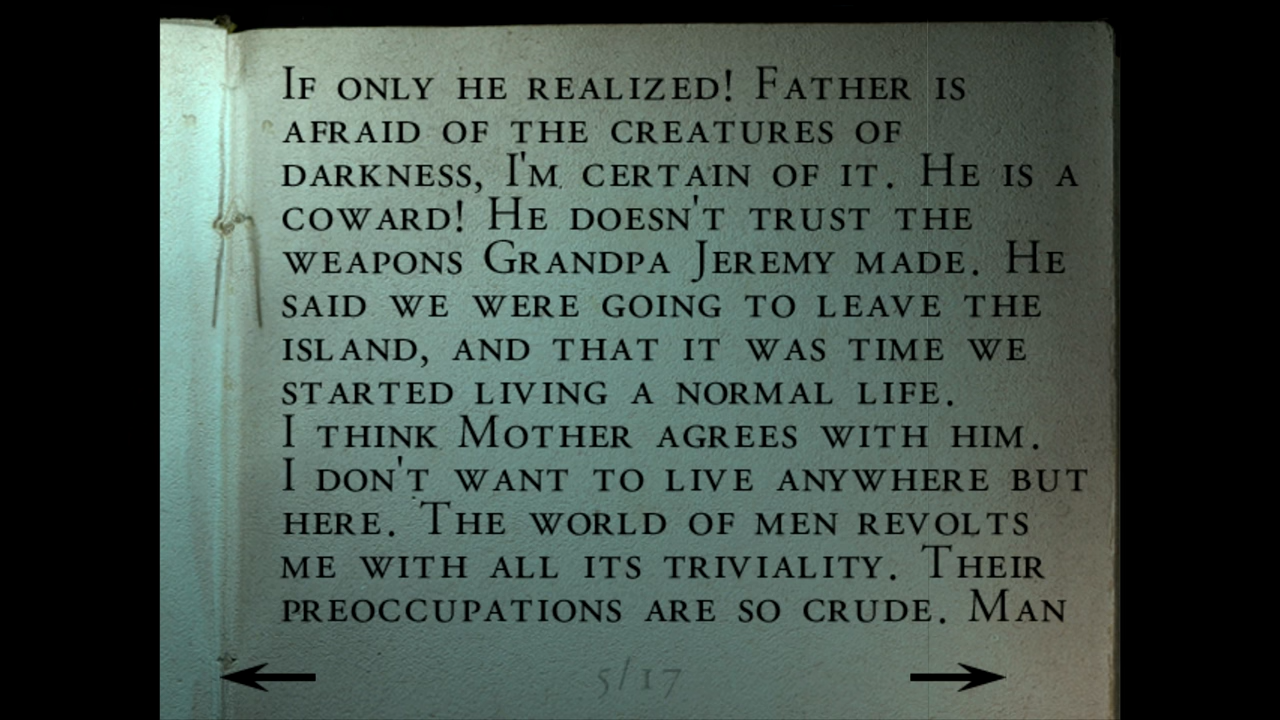 If only he realized! Father is
afraid of the creatures of
darkness, I'm certain of it. He is a
coward! He doesn't trust the
weapons Grandpa Jeremy made. He
said we were going to leave the
island, and that it was time we
started living a normal life.
I think Mother agrees with him.
I don't want to live anywhere but
here. The world of men revolts
me with all its triviality. Their
preoccupations are so crude. Man
5/17